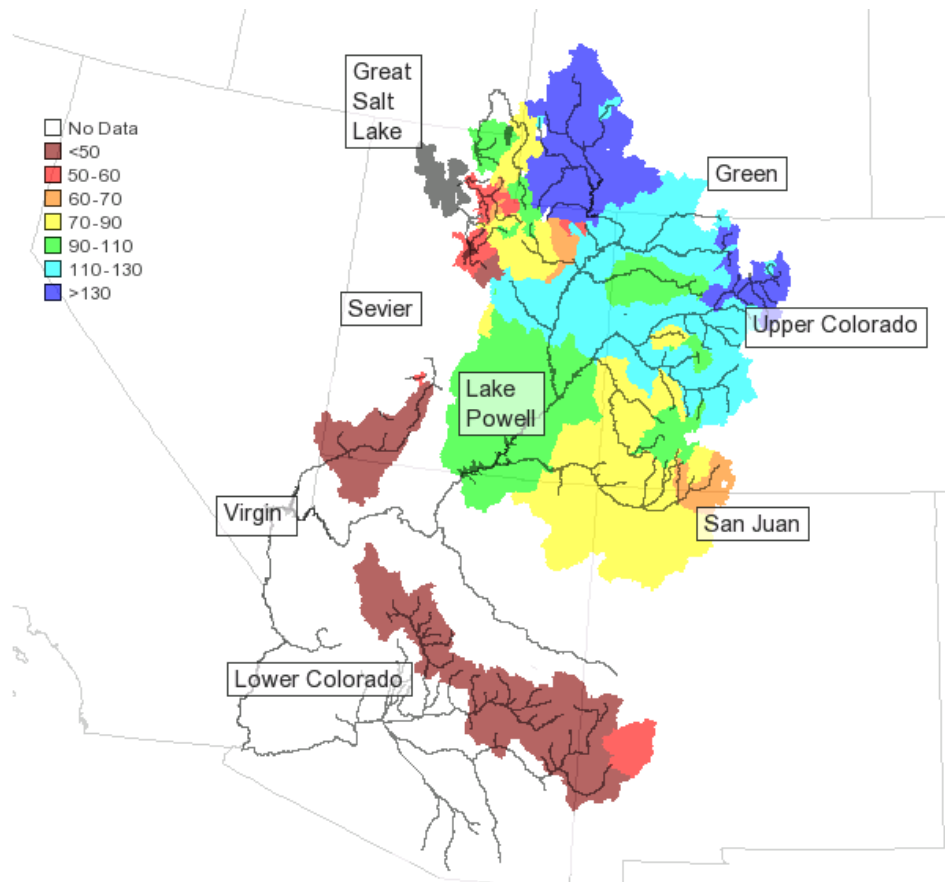 Great
Salt
Lake
No Data
<50
50-60
60-70
70-90
90-110
110-130
>130
Green
Sevier
Upper Colorado
Lake
Powell
Virgin
San Juan
Lower Colorado